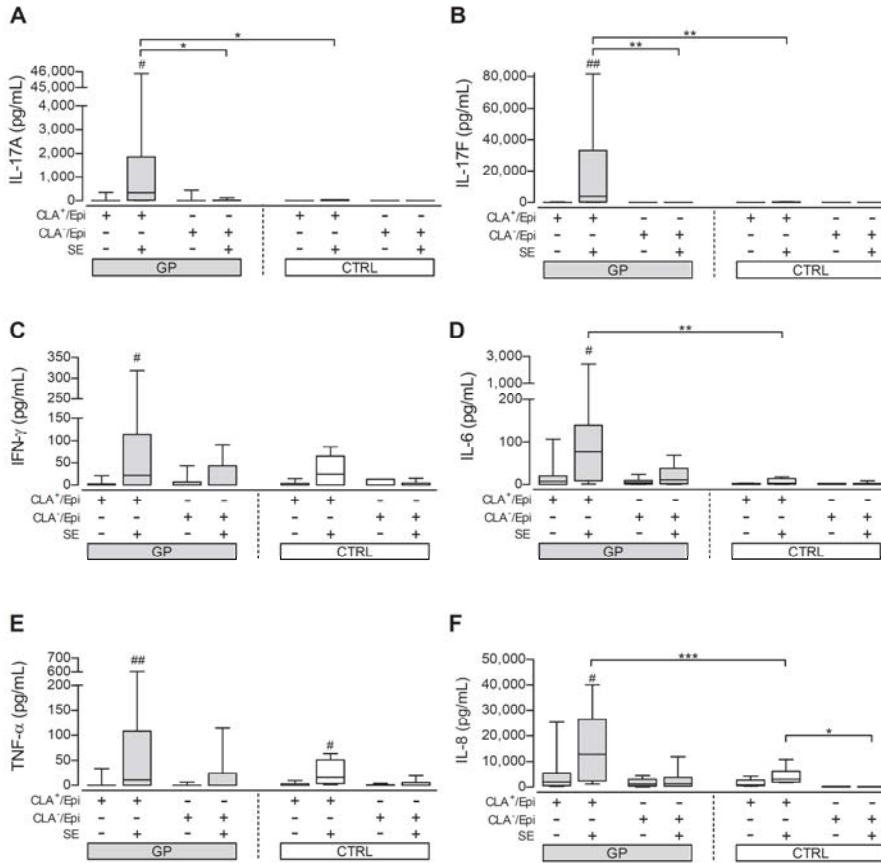 A
*
*
#
46,000
45,000
6,000
4,000
2,000
1,000
0
IL-17A (pg/mL)
CLA⁺/Epi + + - - + + - -
CLA⁻/Epi - - + + - - + +
SE - + - + - + - +
GP CTRL
B
**
**
##
80,000
60,000
40,000
20,000
0
IL-17F (pg/mL)
CLA⁺/Epi + + - - + + - -
CLA⁻/Epi - - + + - - + +
SE - + - + - + - +
GP CTRL
C
#
350
300
250
200
150
100
50
0
IFN-γ (pg/mL)
CLA⁺/Epi + + - - + + - -
CLA⁻/Epi - - + + - - + +
SE - + - + - + - +
GP CTRL
D
**
#
3,000
1,000
200
100
0
IL-6 (pg/mL)
CLA⁺/Epi + + - - + + - -
CLA⁻/Epi - - + + - - + +
SE - + - + - + - +
GP CTRL
E
##
#
700
600
200
150
100
50
0
TNF-α (pg/mL)
CLA⁺/Epi + + - - + + - -
CLA⁻/Epi - - + + - - + +
SE - + - + - + - +
GP CTRL
F
***
*
#
50,000
40,000
30,000
20,000
10,000
0
IL-8 (pg/mL)
CLA⁺/Epi + + - - + + - -
CLA⁻/Epi - - + + - - + +
SE - + - + - + - +
GP CTRL